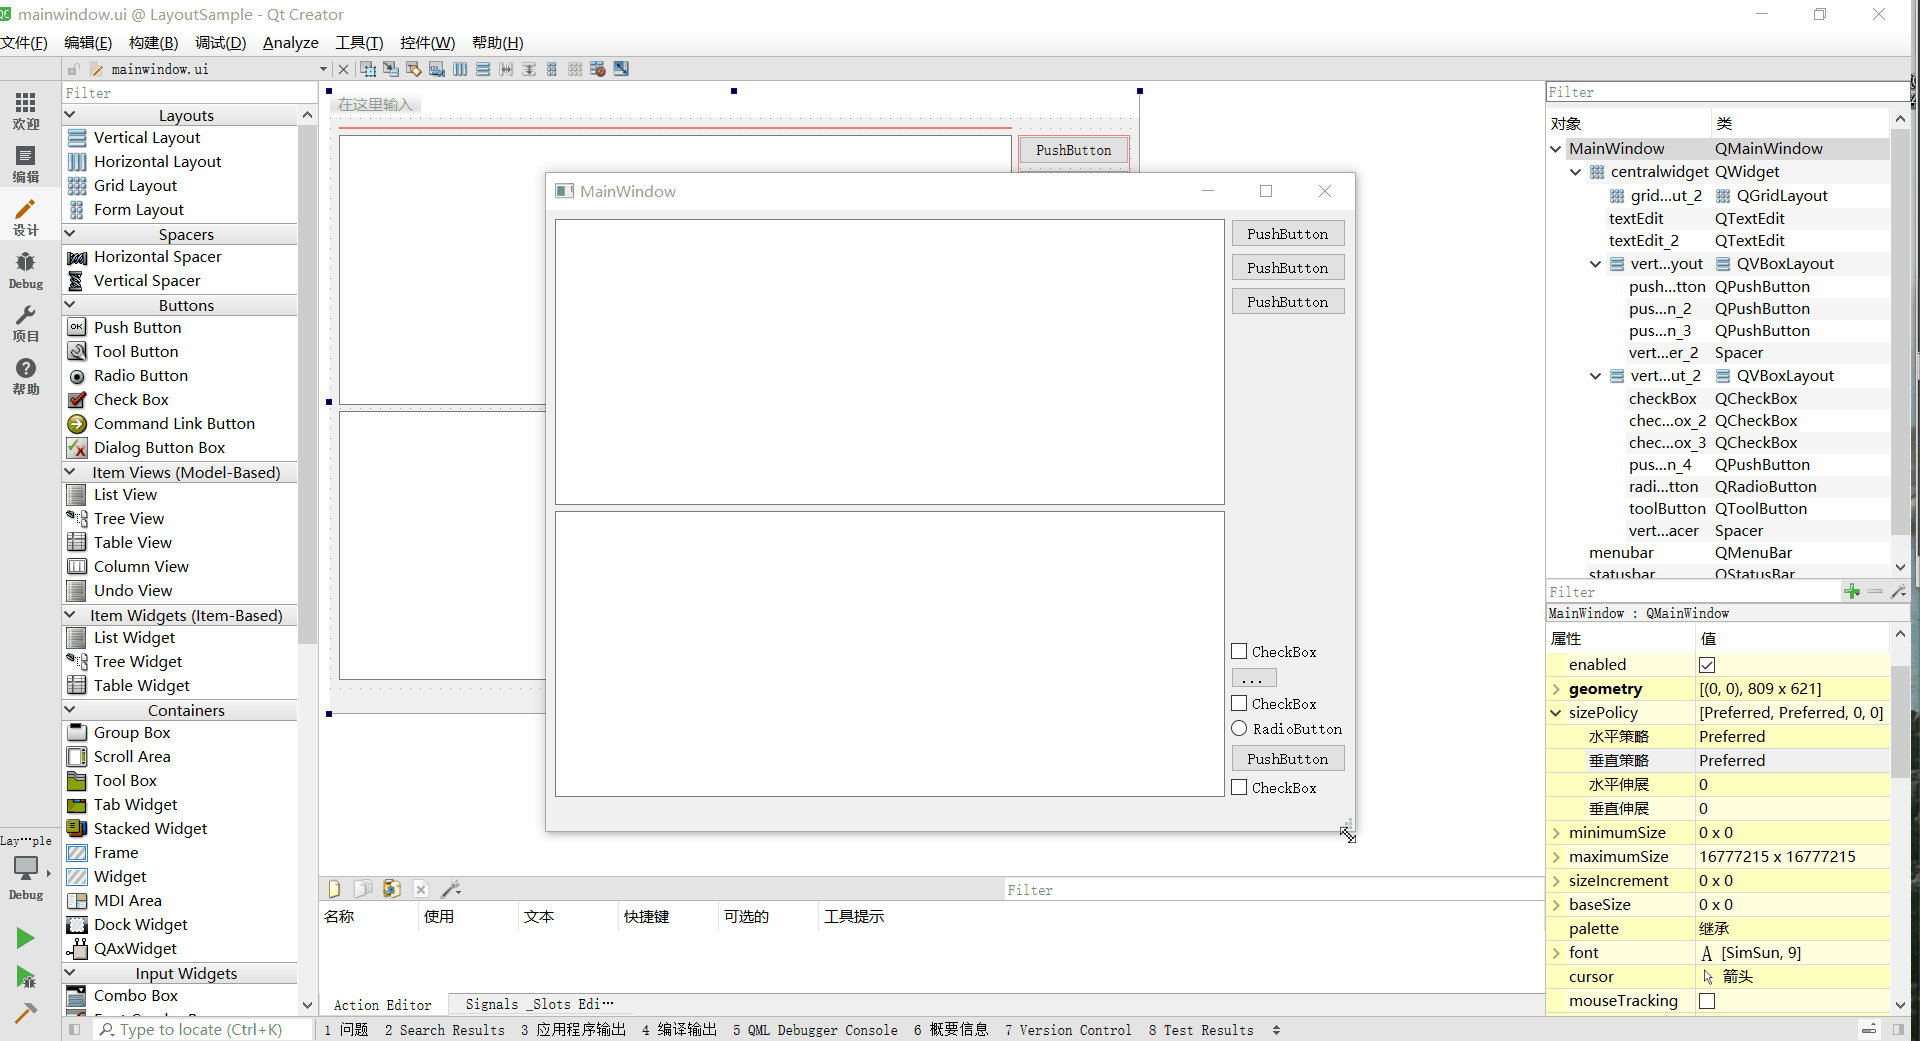 mainwindow.ui @ LayoutSample - Qt Creator
文件(F) 编辑(E) 构建(B) 调试(D) Analyze 工具(T) 控件(W) 帮助(H)
mainwindow.ui
欢迎
编辑
设计
Debug
项目
帮助
Lay···ple
Debug
Filter
Layouts
Vertical Layout
Horizontal Layout
Grid Layout
Form Layout
Spacers
Horizontal Spacer
Vertical Spacer
Buttons
Push Button
Tool Button
Radio Button
Check Box
Command Link Button
Dialog Button Box
Item Views (Model-Based)
List View
Tree View
Table View
Column View
Undo View
Item Widgets (Item-Based)
List Widget
Tree Widget
Table Widget
Containers
Group Box
Scroll Area
Tool Box
Tab Widget
Stacked Widget
Frame
Widget
MDI Area
Dock Widget
QAxWidget
Input Widgets
Combo Box
在这里输入
PushButton
MainWindow
PushButton
PushButton
PushButton
CheckBox
...
CheckBox
RadioButton
PushButton
CheckBox
Filter
名称 使用 文本 快捷键 可选的 工具提示
Action Editor Signals _Slots Edi···
Filter
对象 类
MainWindow QMainWindow
centralwidget QWidget
grid...ut_2 QGridLayout
textEdit QTextEdit
textEdit_2 QTextEdit
vert...yout QVBoxLayout
push...tton QPushButton
pus...n_2 QPushButton
pus...n_3 QPushButton
vert...er_2 Spacer
vert...ut_2 QVBoxLayout
checkBox QCheckBox
chec...ox_2 QCheckBox
chec...ox_3 QCheckBox
pus...n_4 QPushButton
radi...tton QRadioButton
toolButton QToolButton
vert...acer Spacer
menubar QMenuBar
statusbar QStatusBar
Filter
MainWindow : QMainWindow
属性 值
enabled
geometry [(0, 0), 809 x 621]
sizePolicy [Preferred, Preferred, 0, 0]
水平策略 Preferred
垂直策略 Preferred
水平伸展 0
垂直伸展 0
minimumSize 0 x 0
maximumSize 16777215 x 16777215
sizeIncrement 0 x 0
baseSize 0 x 0
palette 继承
font A [SimSun, 9]
cursor 箭头
mouseTracking
Type to locate (Ctrl+K) 1 问题 2 Search Results 3 应用程序输出 4 编译输出 5 QML Debugger Console 6 概要信息 7 Version Control 8 Test Results